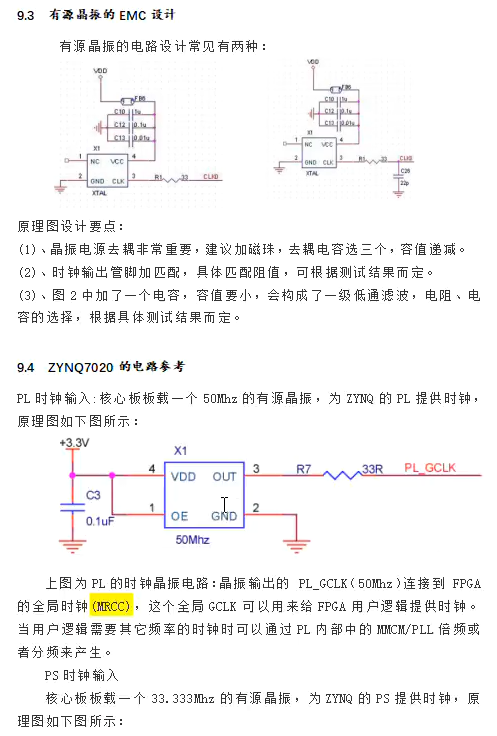 9.3 有源晶振的 EMC 设计
有源晶振的电路设计常见有两种：
VDD
FB6
C10 1u
C12 0.1u
C13 0.01u
X1
1 NC VCC 4
2 GND CLK 3 R1 33 CLKO
XTAL
VDD
FB6
C10 1u
C12 0.1u
C13 0.01u
X1
1 NC VCC 4
2 GND CLK 3 R1 33 CLKO
XTAL
C26
22p
原理图设计要点：
(1)、晶振电源去耦非常重要，建议加磁珠，去耦电容选三个，容值递减。
(2)、时钟输出管脚加匹配，具体匹配阻值，可根据测试结果而定。
(3)、图 2 中加了一个电容，容值要小，会构成了一级低通滤波，电阻、电
容的选择，根据具体测试结果而定。
9.4 ZYNQ7020 的电路参考
PL 时钟输入:核心板板载一个 50Mhz 的有源晶振，为 ZYNQ 的 PL 提供时钟，
原理图如下图所示：
+3.3V
X1
4 VDD OUT 3 R7 33R PL_GCLK
C3
0.1uF
1 OE GND 2
50Mhz
上图为 PL 的时钟晶振电路:晶振输出的 PL_GCLK(50Mhz)连接到 FPGA
的全局时钟(MRCC)，这个全局 GCLK 可以用来给 FPGA 用户逻辑提供时钟。
当用户逻辑需要其它频率的时钟时可以通过 PL 内部中的 MMCM/PLL 倍频或
者分频来产生。
PS 时钟输入
核心板板载一个 33.333Mhz 的有源晶振，为 ZYNQ 的 PS 提供时钟，原
理图如下图所示：